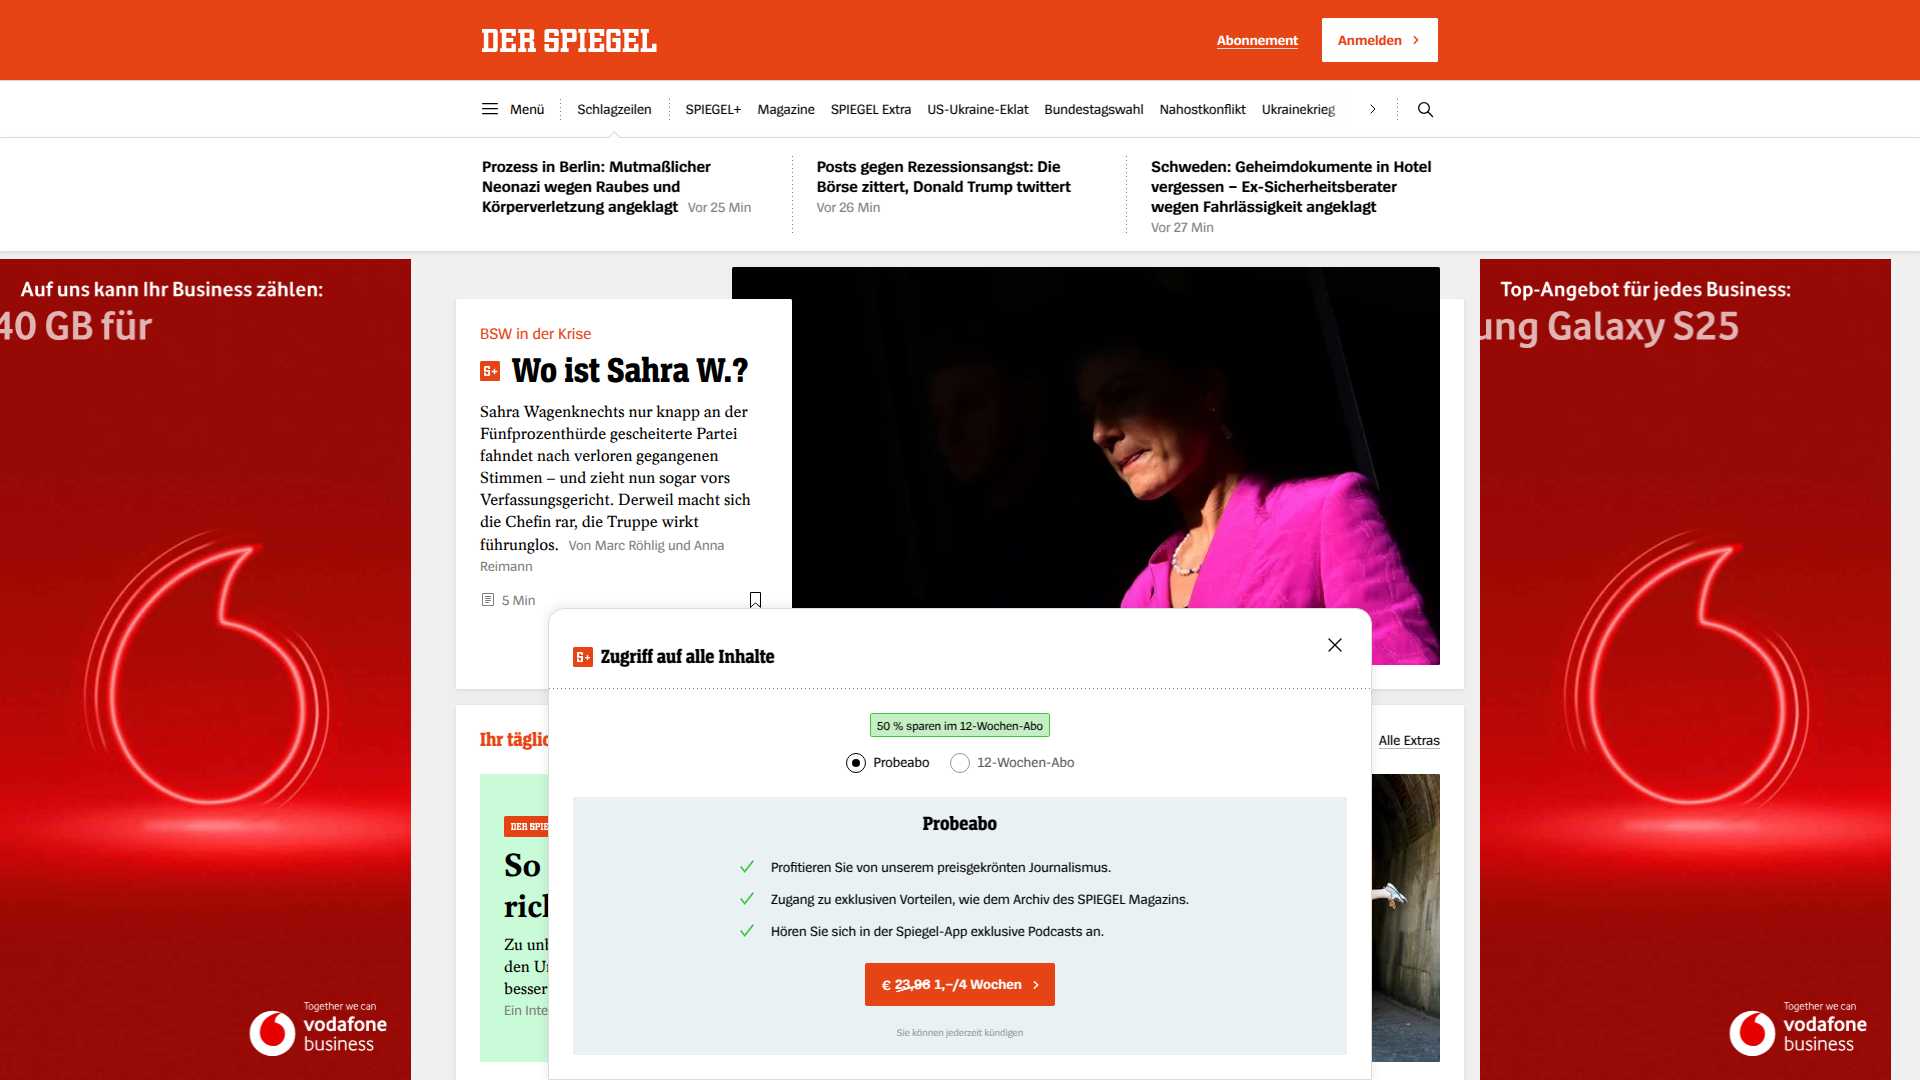 DER SPIEGEL
Abonnement
Anmelden
Menü
Schlagzeilen
SPIEGEL+
Magazine
SPIEGEL Extra
US-Ukraine-Eklat
Bundestagswahl
Nahostkonflikt
Ukrainekrieg
Prozess in Berlin: Mutmaßlicher
Neonazi wegen Raubes und
Körperverletzung angeklagt Vor 25 Min
Posts gegen Rezessionsangst: Die
Börse zittert, Donald Trump twittert
Vor 26 Min
Schweden: Geheimdokumente in Hotel
vergessen – Ex-Sicherheitsberater
wegen Fahrlässigkeit angeklagt
Vor 27 Min
Auf uns kann Ihr Business zählen:
40 GB für
Together we can
vodafone
business
BSW in der Krise
S+ Wo ist Sahra W.?
Sahra Wagenknechts nur knapp an der
Fünfprozenthürde gescheiterte Partei
fahndet nach verloren gegangenen
Stimmen – und zieht nun sogar vors
Verfassungsgericht. Derweil macht sich
die Chefin rar, die Truppe wirkt
führunglos. Von Marc Röhlig und Anna
Reimann
5 Min
Top-Angebot für jedes Business:
ung Galaxy S25
Together we can
vodafone
business
Ihr täglic
Alle Extras
DER SPIE
So
rich
Zu unb
den Un
besser
Ein Inte
S+ Zugriff auf alle Inhalte
50 % sparen im 12-Wochen-Abo
Probeabo
12-Wochen-Abo
Probeabo
Profitieren Sie von unserem preisgekrönten Journalismus.
Zugang zu exklusiven Vorteilen, wie dem Archiv des SPIEGEL Magazins.
Hören Sie sich in der Spiegel-App exklusive Podcasts an.
€ 23,96 1,–/4 Wochen
Sie können jederzeit kündigen